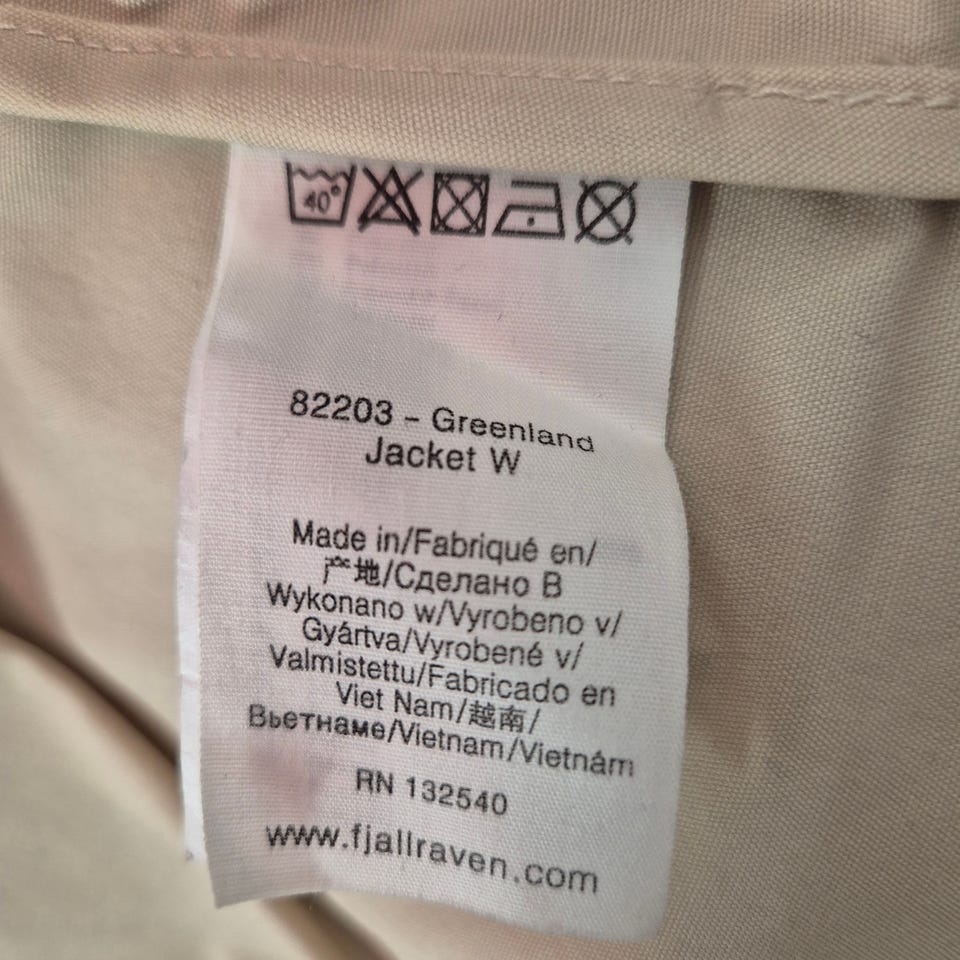 40°
82203 - Greenland
Jacket W
Made in/Fabriqué en/
产地/Сделано В
Wykonano w/Vyrobeno v/
Gyártva/Vyrobené v/
Valmistettu/Fabricado en
Viet Nam/越南/
Вьетнаме/Vietnam/Vietnám
RN 132540
www.fjallraven.com